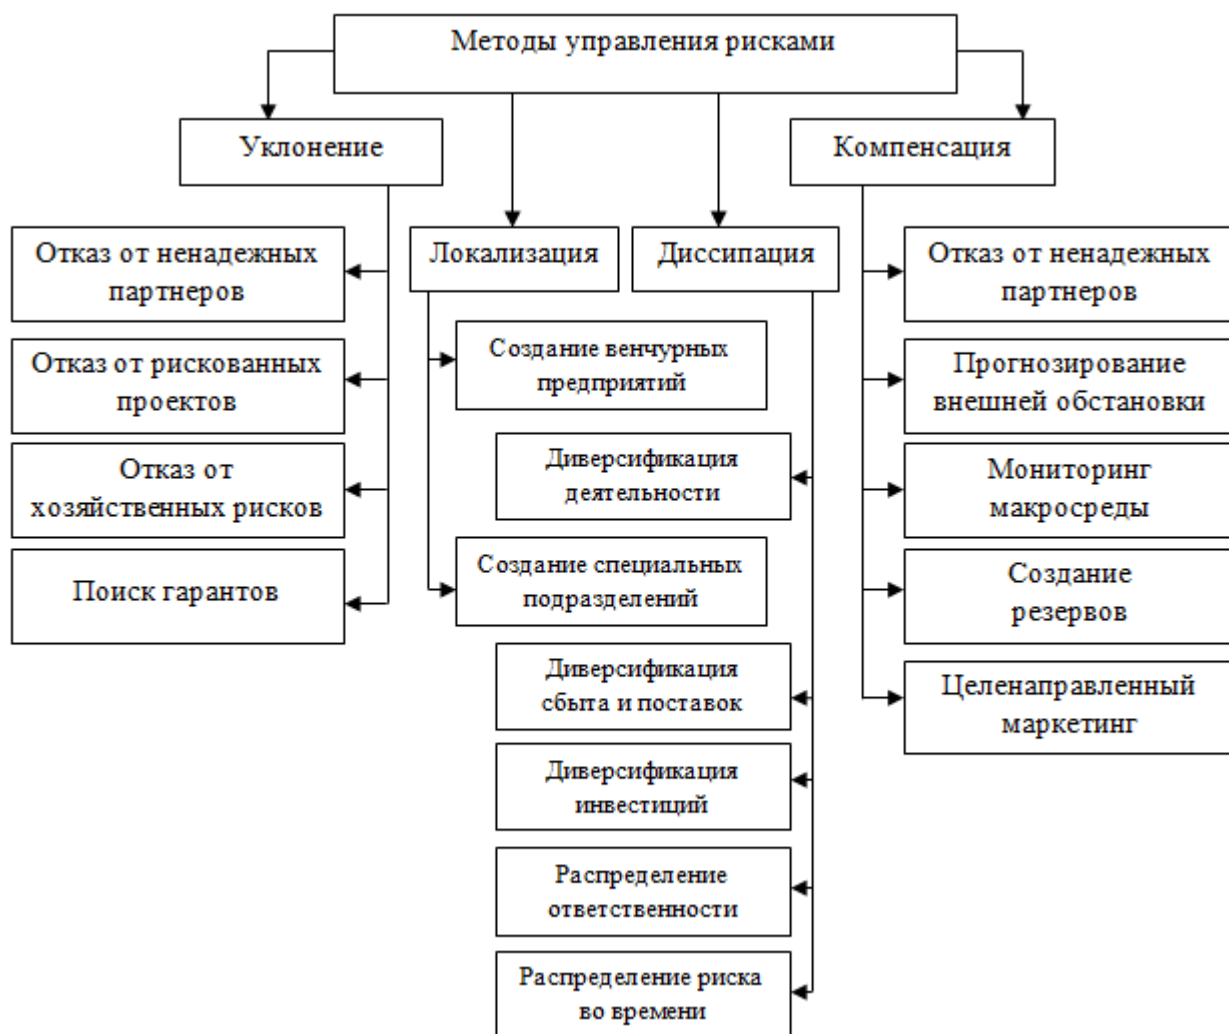 Методы управления рисками
Уклонение
Компенсация
Локализация
Диссипация
Отказ от ненадежных
партнеров
Отказ от рискованных
проектов
Отказ от
хозяйственных рисков
Поиск гарантов
Создание венчурных
предприятий
Создание специальных
подразделений
Диверсификация
деятельности
Диверсификация
сбыта и поставок
Диверсификация
инвестиций
Распределение
ответственности
Распределение риска
во времени
Отказ от ненадежных
партнеров
Прогнозирование
внешней обстановки
Мониторинг
макросреды
Создание
резервов
Целенаправленный
маркетинг